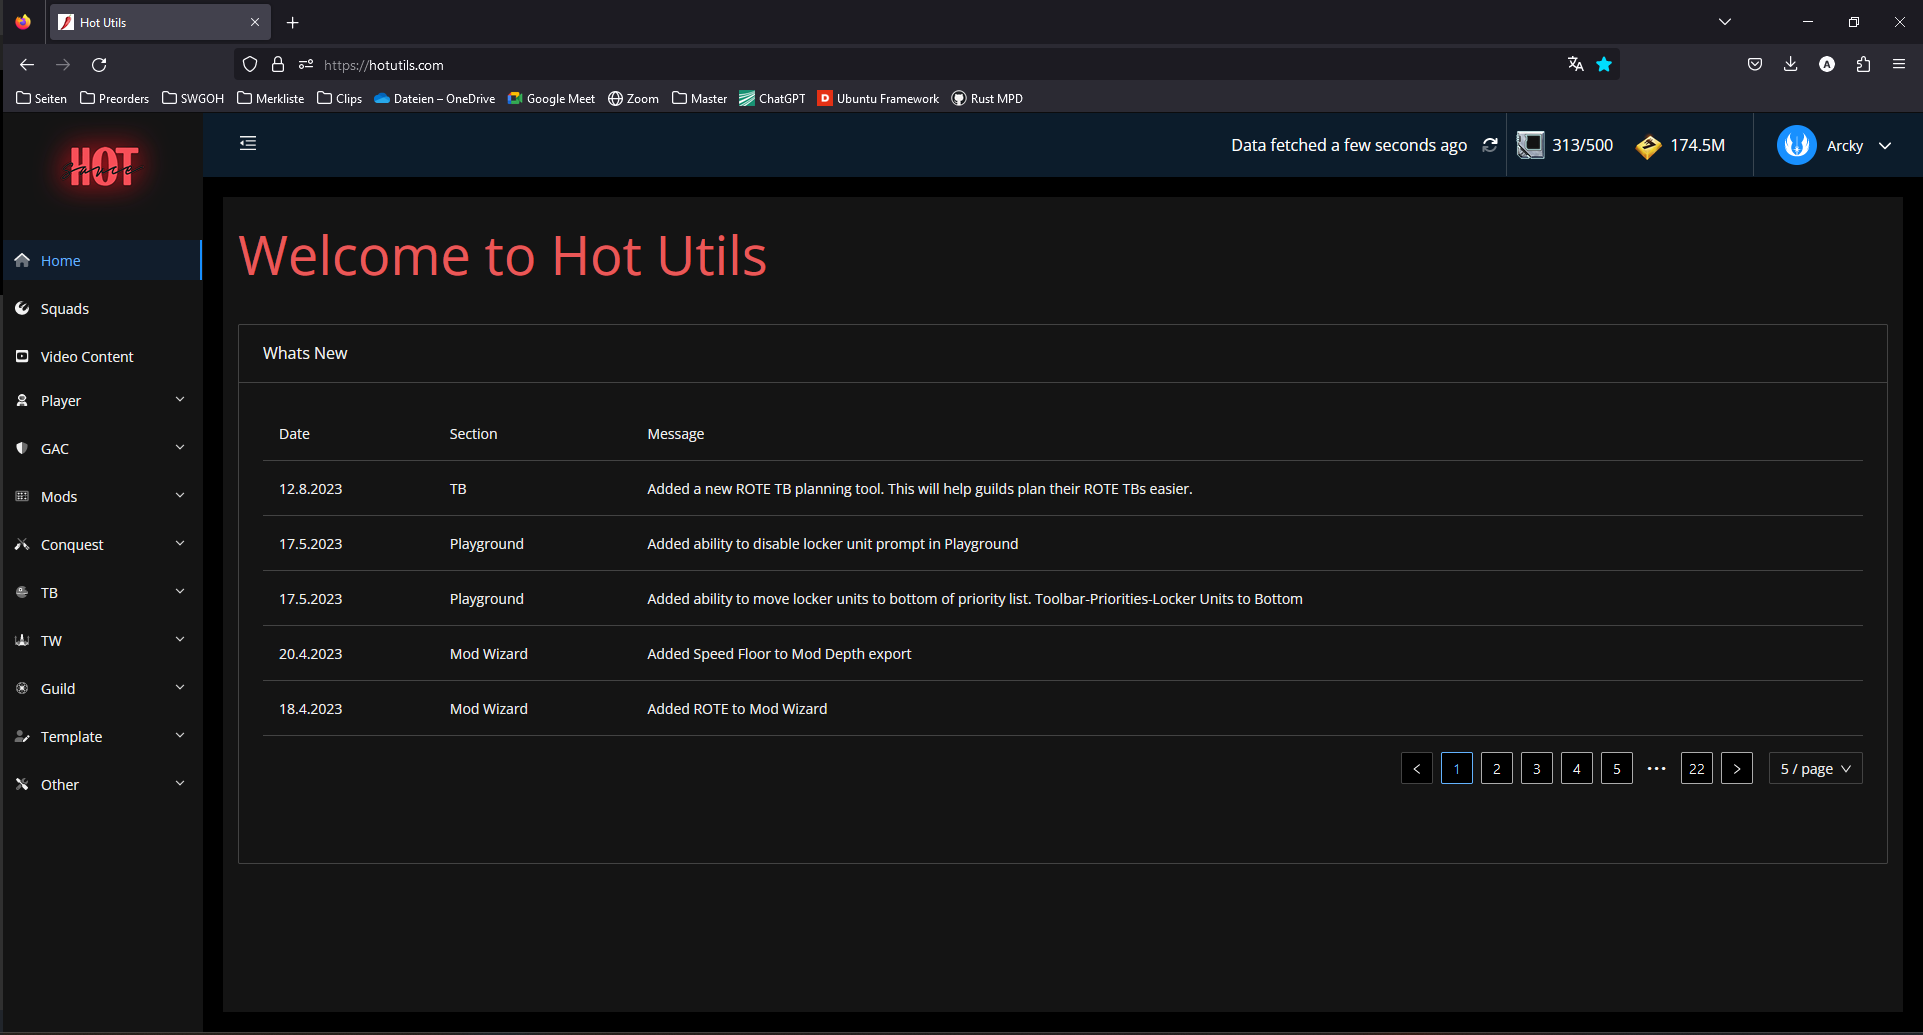 Hot Utils
https://hotutils.com
Seiten Preorders SWGOH Merkliste Clips Dateien – OneDrive Google Meet Zoom Master ChatGPT D Ubuntu Framework Rust MPD
HOT
sauce
Data fetched a few seconds ago 313/500 174.5M Arcky
Home
Squads
Video Content
Player
GAC
Mods
Conquest
TB
TW
Guild
Template
Other
Welcome to Hot Utils
Whats New
Date Section Message
12.8.2023 TB Added a new ROTE TB planning tool. This will help guilds plan their ROTE TBs easier.
17.5.2023 Playground Added ability to disable locker unit prompt in Playground
17.5.2023 Playground Added ability to move locker units to bottom of priority list. Toolbar-Priorities-Locker Units to Bottom
20.4.2023 Mod Wizard Added Speed Floor to Mod Depth export
18.4.2023 Mod Wizard Added ROTE to Mod Wizard
< 1 2 3 4 5 ••• 22 > 5 / page